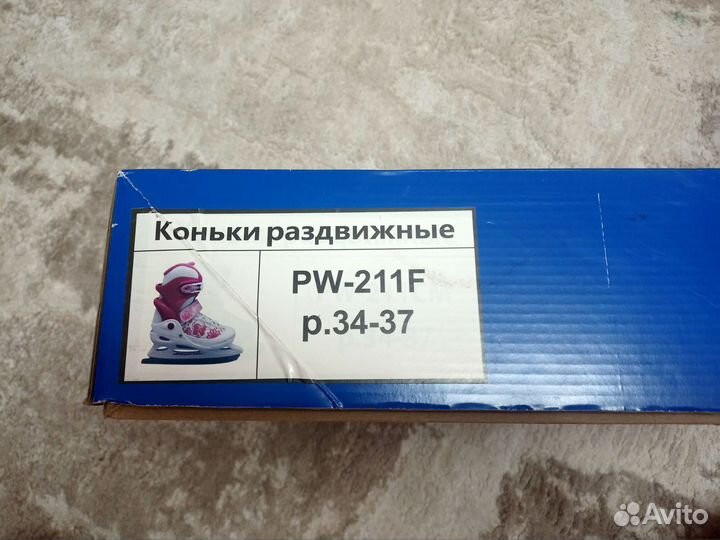 Коньки раздвижные
PW-211F
р.34-37
Avito